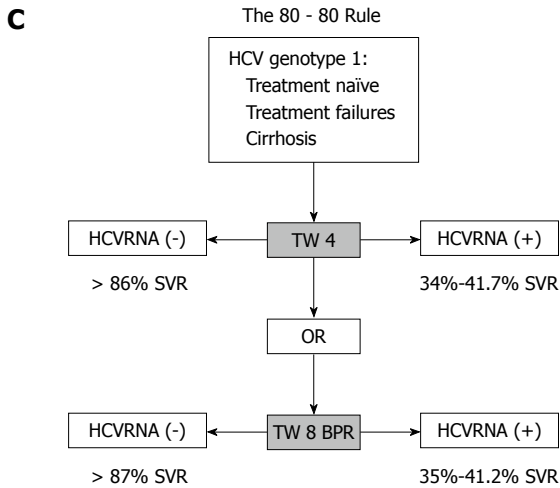 C
The 80 - 80 Rule
HCV genotype 1:
Treatment naïve
Treatment failures
Cirrhosis
HCVRNA (-)
TW 4
HCVRNA (+)
> 86% SVR
34%-41.7% SVR
OR
HCVRNA (-)
TW 8 BPR
HCVRNA (+)
> 87% SVR
35%-41.2% SVR